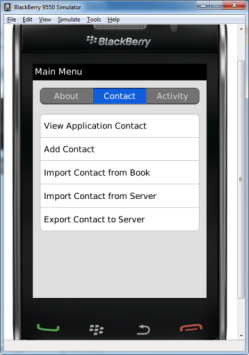 BlackBerry 9550 Simulator
File Edit View Simulate Tools Help
BlackBerry
Main Menu
About Contact Activity
View Application Contact
Add Contact
Import Contact from Book
Import Contact from Server
Export Contact to Server